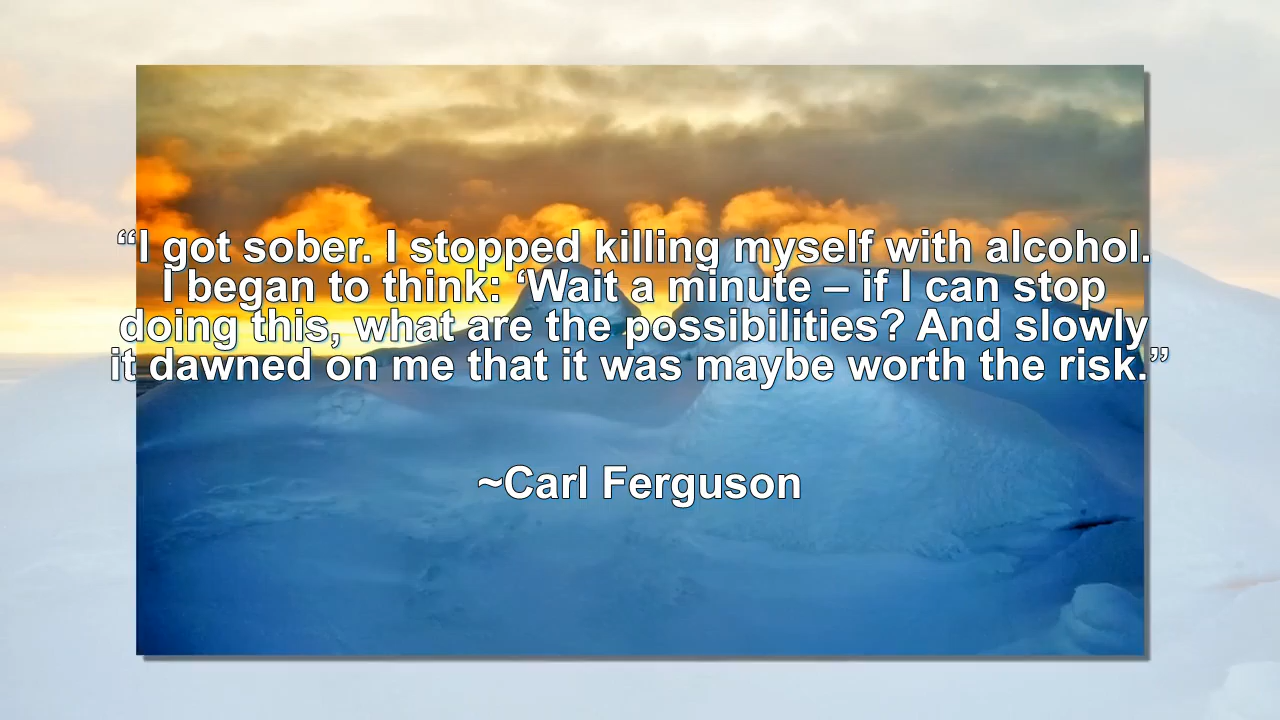 “I got sober. I stopped killing myself with alcohol.
I began to think: ‘Wait a minute – if I can stop
doing this, what are the possibilities? And slowly
it dawned on me that it was maybe worth the risk.”
~Carl Ferguson